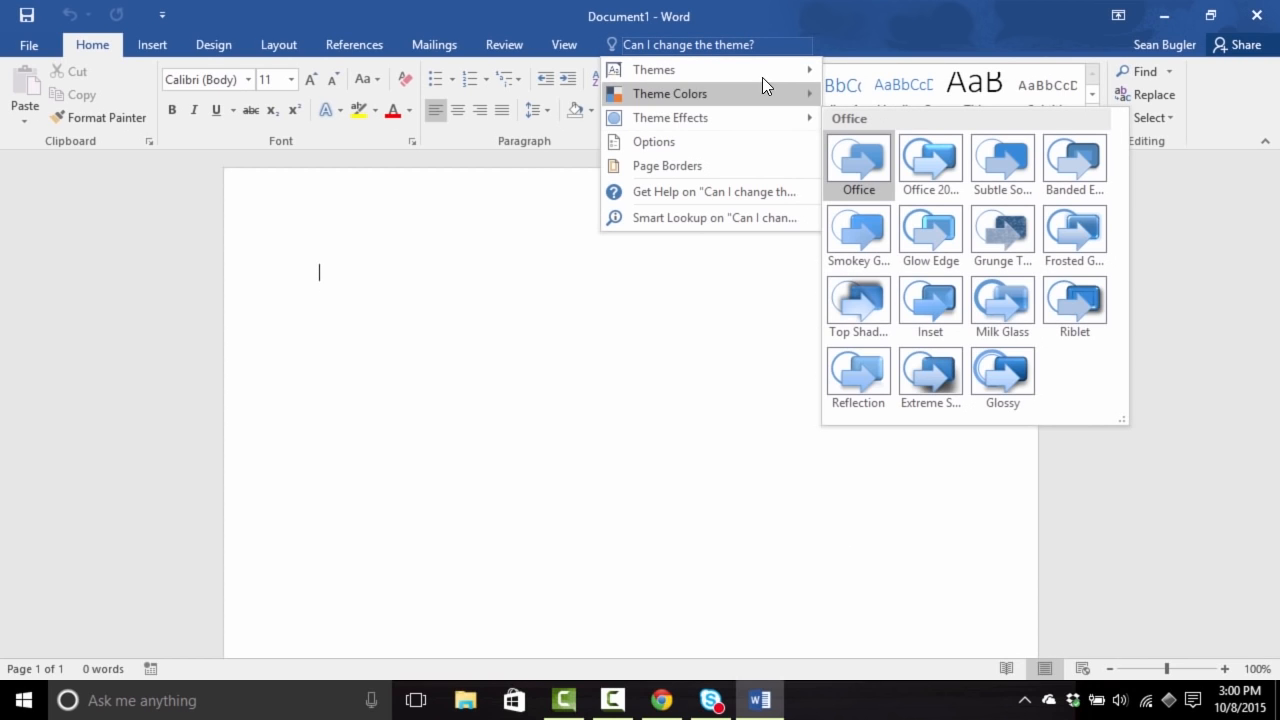 Document1 - Word
File Home Insert Design Layout References Mailings Review View Can I change the theme? Sean Bugler Share
Cut
Copy
Format Painter
Paste
Clipboard
Calibri (Body) 11 Aa
B I U abc x₂ x²
Font
Paragraph
AaBbCcD AaB AaBbCcD
Find
Replace
Select
Editing
Themes
Theme Colors
Theme Effects
Options
Page Borders
Get Help on "Can I change th...
Smart Lookup on "Can I chan...
Office
Office Office 20... Subtle So... Banded E...
Smokey G... Glow Edge Grunge T... Frosted G...
Top Shad... Inset Milk Glass Riblet
Reflection Extreme S... Glossy
Page 1 of 1 0 words 100%
Ask me anything
3:00 PM
10/8/2015